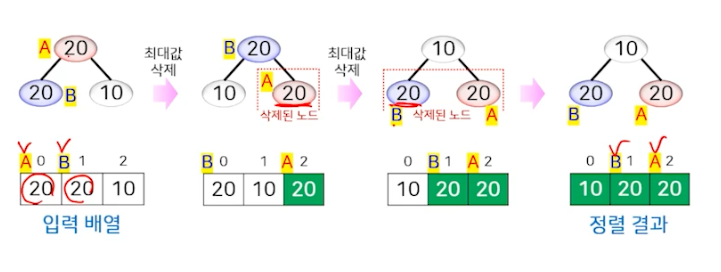 A 20
20 B 10
최대값
삭제
B 20
10 A 20
삭제된 노드
최대값
삭제
10
20 20
B 삭제된 노드 A
10
20 20
B A
A 0 B 1 2
20 20 10
입력 배열
B 0 1 A 2
20 10 20
0 B 1 A 2
10 20 20
0 B 1 A 2
10 20 20
정렬 결과